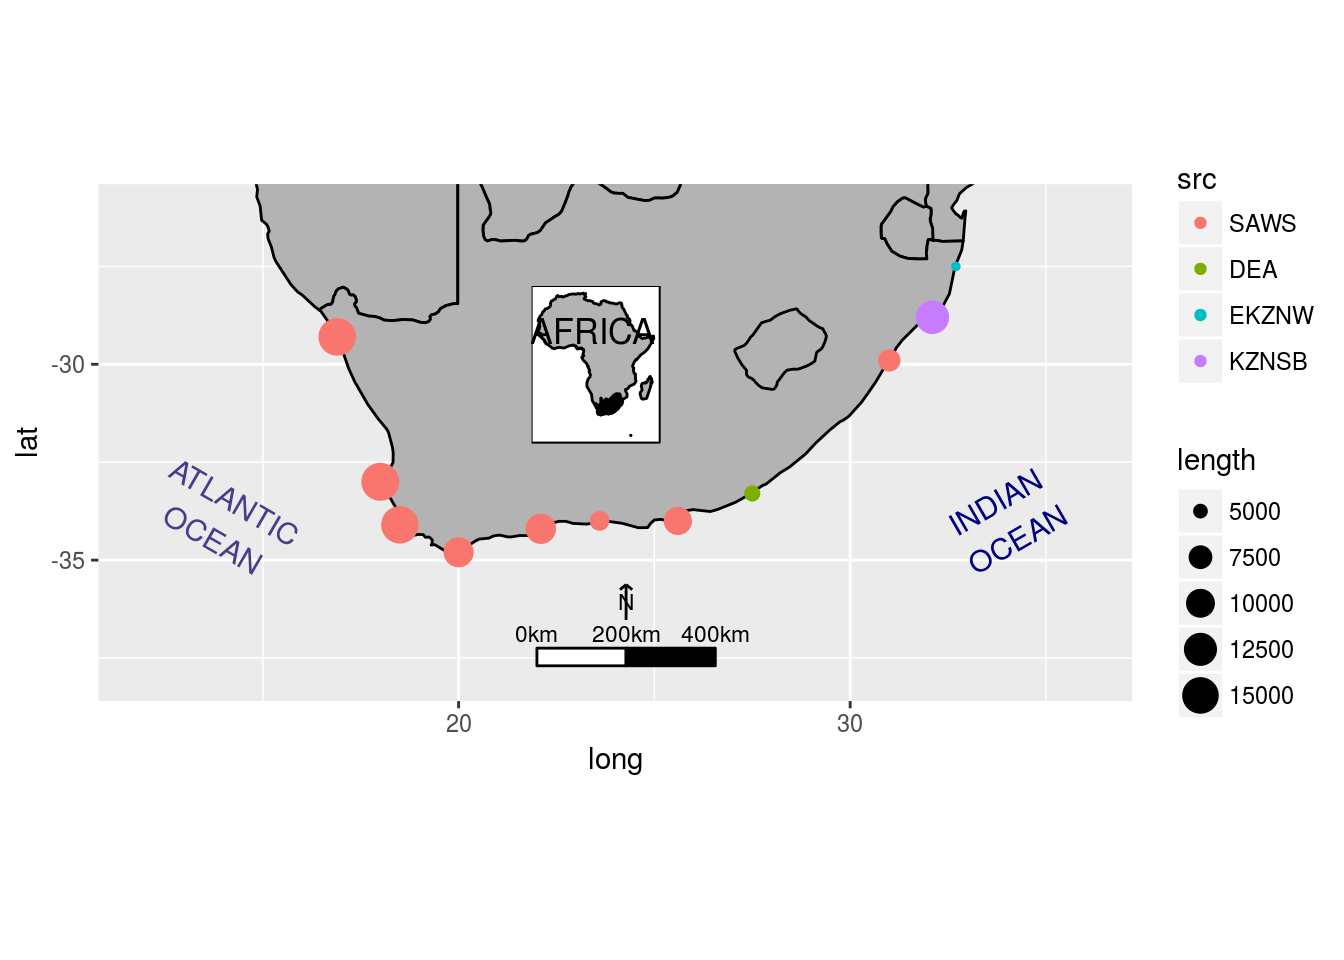 src
SAWS
DEA
EKZNW
KZNSB
AFRICA
-30
lat
ATLANTIC
OCEAN
INDIAN
OCEAN
length
5000
7500
10000
12500
15000
-35
N
0km 200km 400km
20 30
long